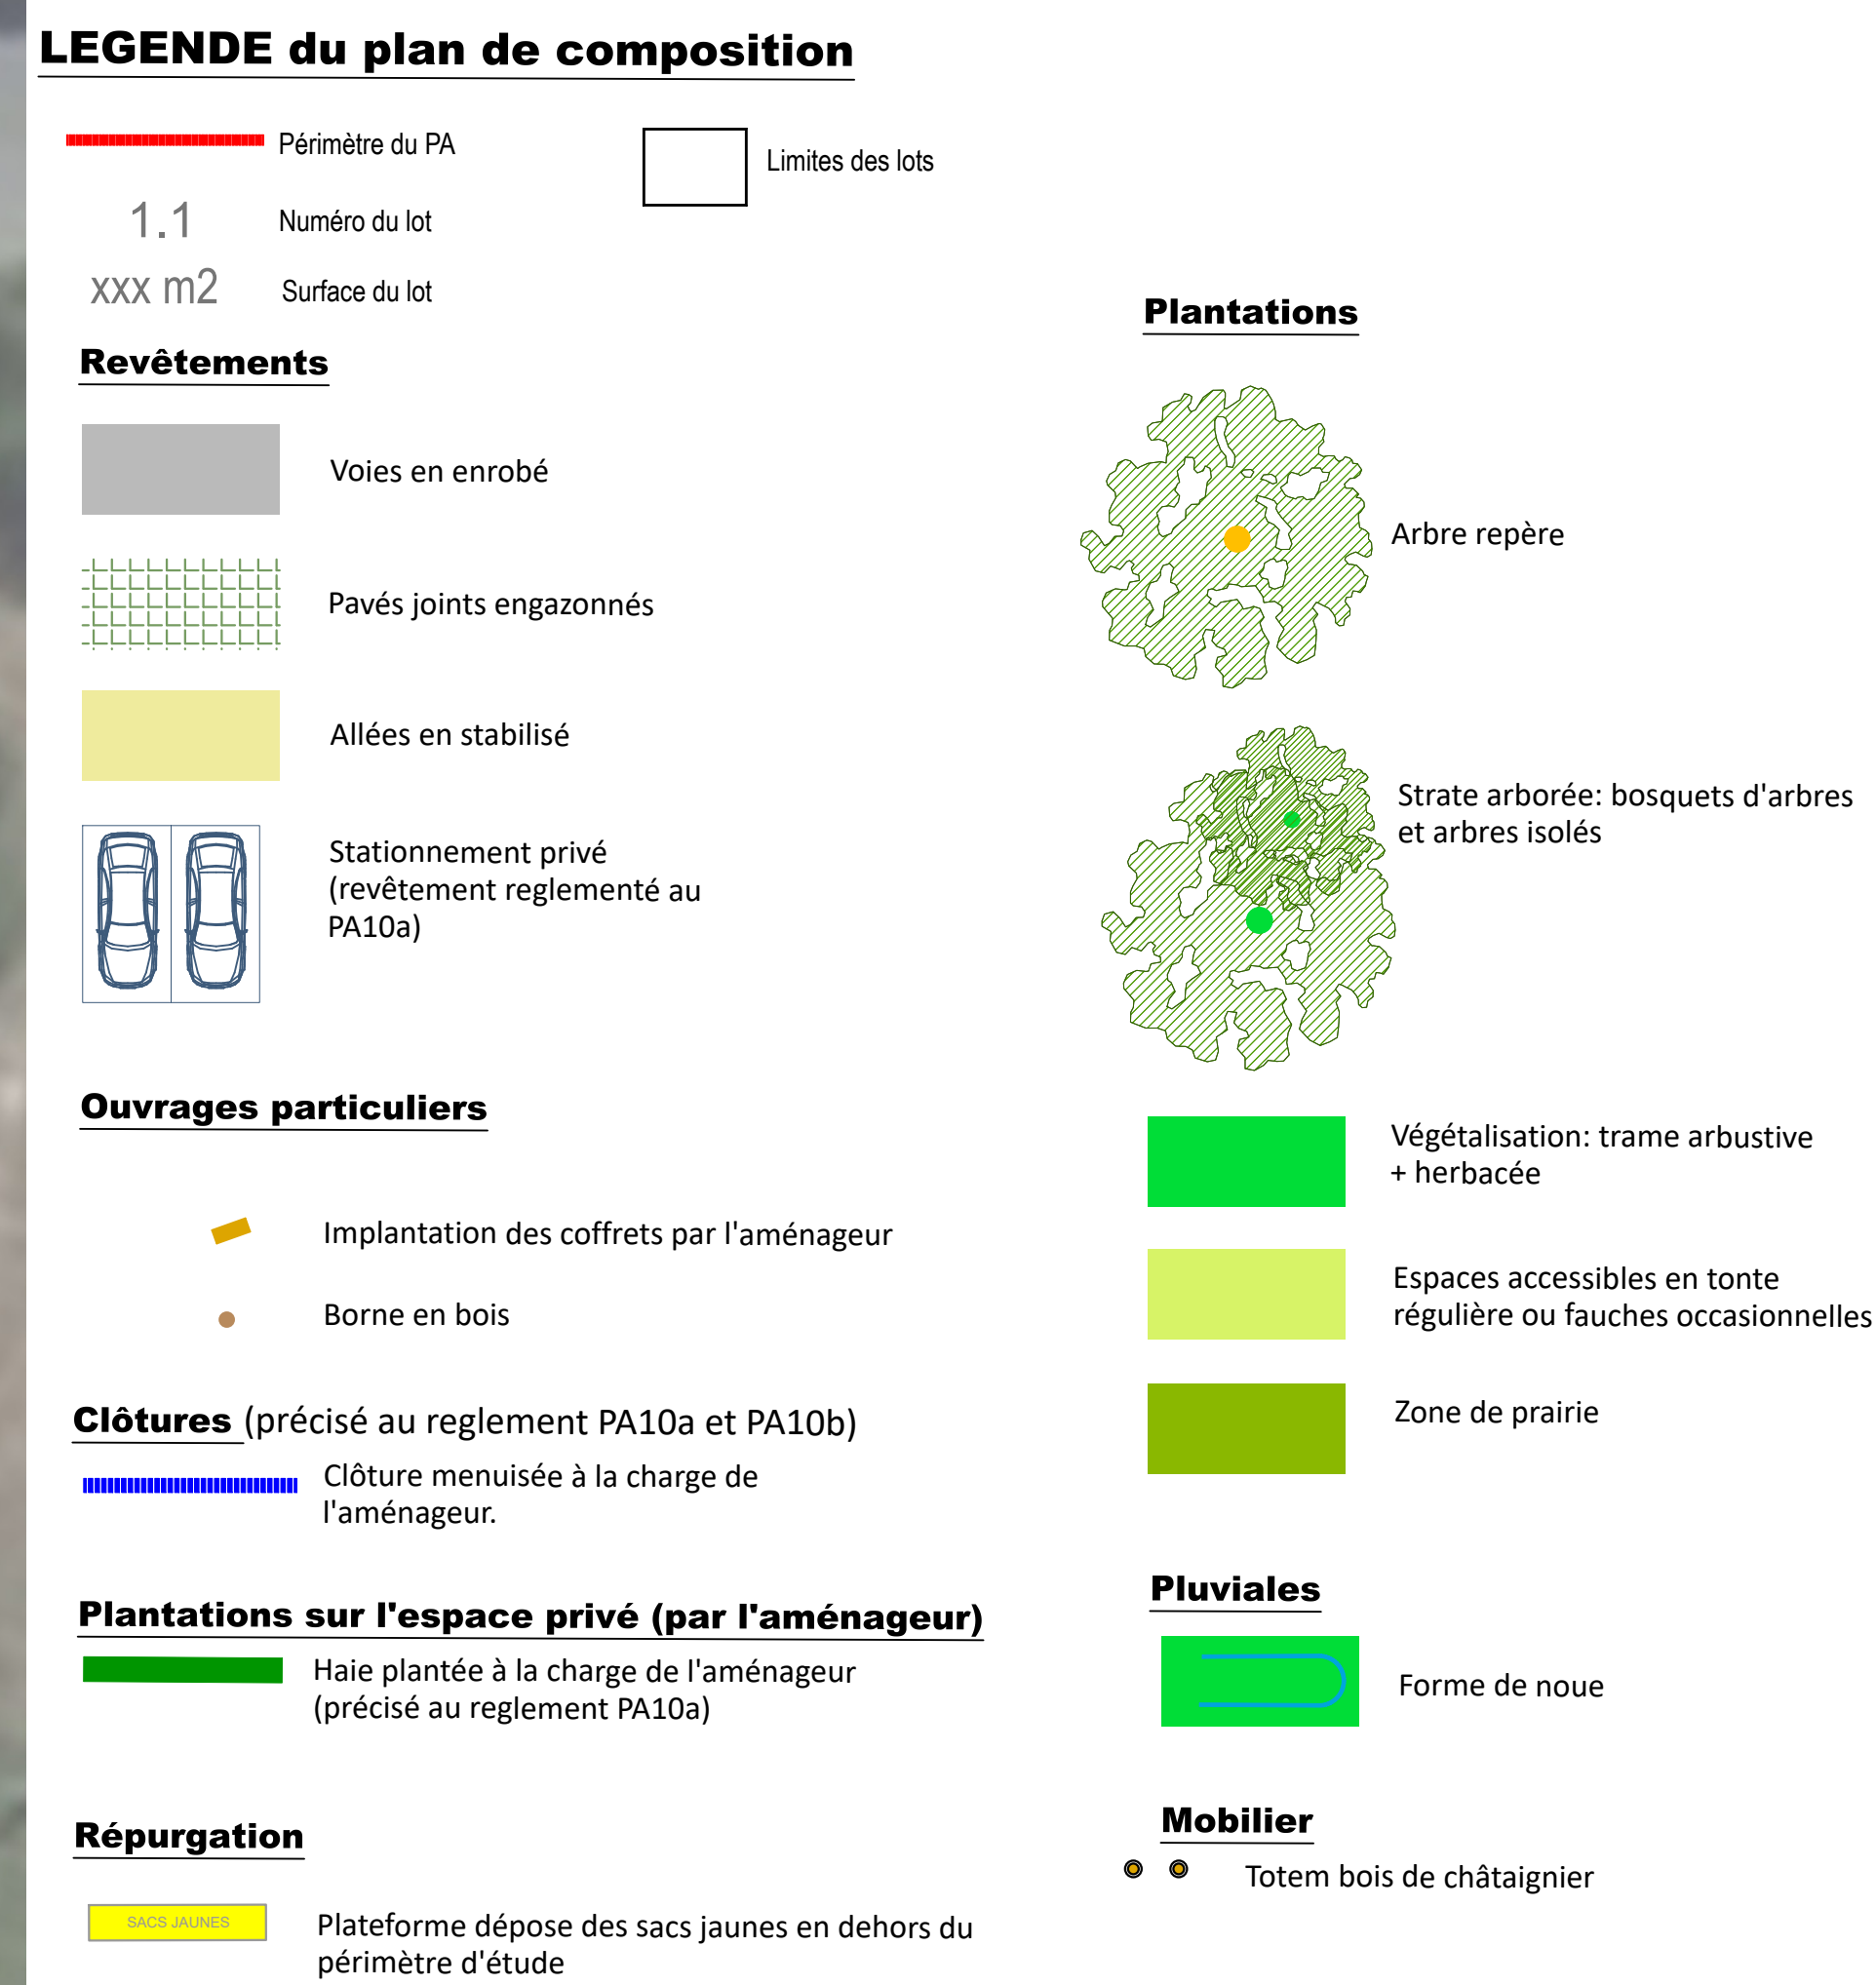 LEGENDE du plan de composition
Périmètre du PA
Limites des lots
1.1
Numéro du lot
xxx m2
Surface du lot
Revêtements
Voies en enrobé
Pavés joints engazonnés
Allées en stabilisé
Stationnement privé
(revêtement reglementé au
PA10a)
Ouvrages particuliers
Implantation des coffrets par l'aménageur
Borne en bois
Clôtures (précisé au reglement PA10a et PA10b)
Clôture menuisée à la charge de
l'aménageur.
Plantations sur l'espace privé (par l'aménageur)
Haie plantée à la charge de l'aménageur
(précisé au reglement PA10a)
Répurgation
SACS JAUNES
Plateforme dépose des sacs jaunes en dehors du
périmètre d'étude
Plantations
Arbre repère
Strate arborée: bosquets d'arbres
et arbres isolés
Végétalisation: trame arbustive
+ herbacée
Espaces accessibles en tonte
régulière ou fauches occasionnelles
Zone de prairie
Pluviales
Forme de noue
Mobilier
Totem bois de châtaignier